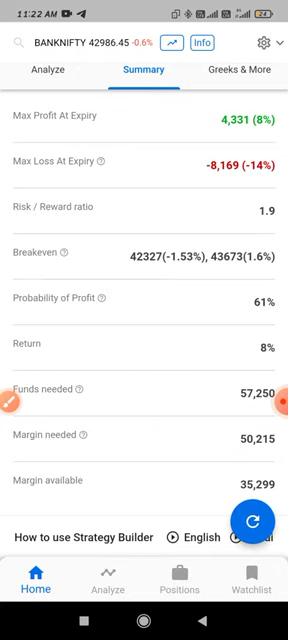 11:22 AM
24
BANKNIFTY 42986.45 -0.6% Info
Analyze Summary Greeks & More
Max Profit At Expiry 4,331 (8%)
Max Loss At Expiry -8,169 (-14%)
Risk / Reward ratio 1.9
Breakeven 42327(-1.53%), 43673(1.6%)
Probability of Profit 61%
Return 8%
Funds needed 57,250
Margin needed 50,215
Margin available 35,299
How to use Strategy Builder English
Home Analyze Positions Watchlist